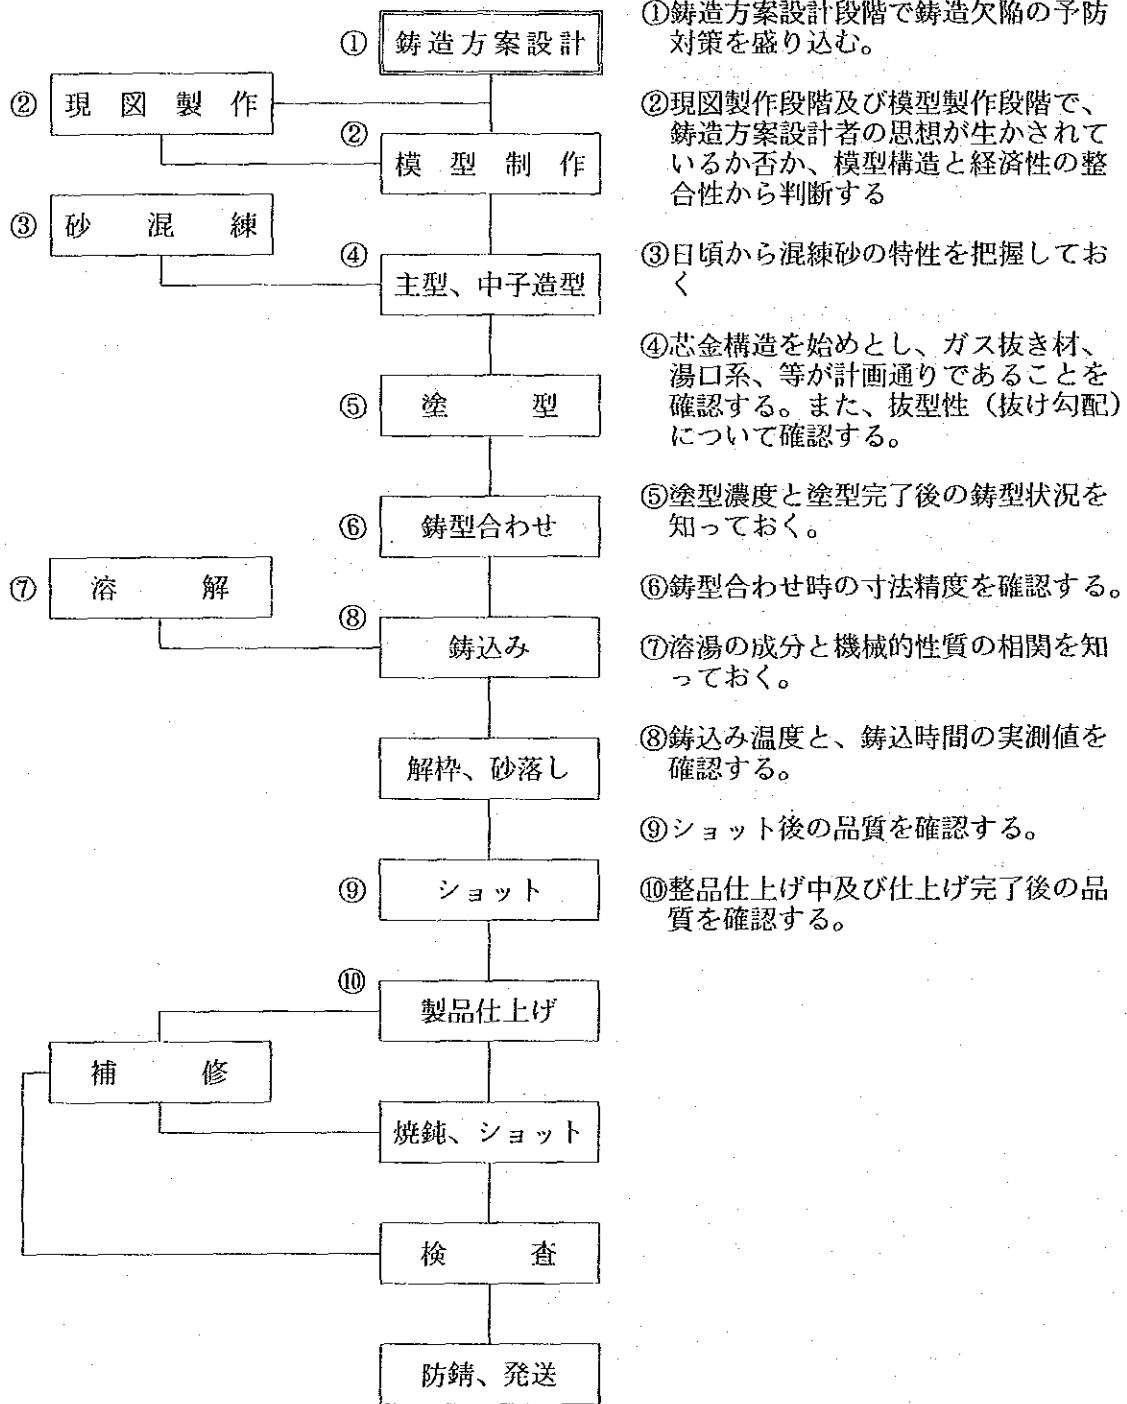 ① 鋳造方案設計
② 現図製作
② 模型制作
③ 砂混練
④ 主型、中子造型
⑤ 塗型
⑥ 鋳型合わせ
⑦ 溶解
⑧ 鋳込み
解枠、砂落し
⑨ ショット
⑩ 製品仕上げ
補修
焼鈍、ショット
検査
防錆、発送
①鋳造方案設計段階で鋳造欠陥の予防
対策を盛り込む。
②現図製作段階及び模型製作段階で、
鋳造方案設計者の思想が生かされて
いるか否か、模型構造と経済性の整
合性から判断する
③日頃から混練砂の特性を把握してお
く
④芯金構造を始めとし、ガス抜き材、
湯口系、等が計画通りであることを
確認する。また、抜型性（抜け勾配）
について確認する。
⑤塗型濃度と塗型完了後の鋳型状況を
知っておく。
⑥鋳型合わせ時の寸法精度を確認する。
⑦溶湯の成分と機械的性質の相関を知
っておく。
⑧鋳込み温度と、鋳込時間の実測値を
確認する。
⑨ショット後の品質を確認する。
⑩整品仕上げ中及び仕上げ完了後の品
質を確認する。